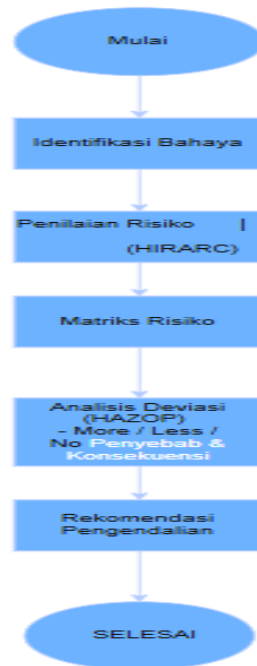 Mulai
Identifikasi Bahaya
Penilaian Risiko |
(HIRARC)
Matriks Risiko
Analisis Deviasi
(HAZOP)
- More / Less /
No Penyebab &
Konsekuensi
Rekomendasi
Pengendalian
SELESAI